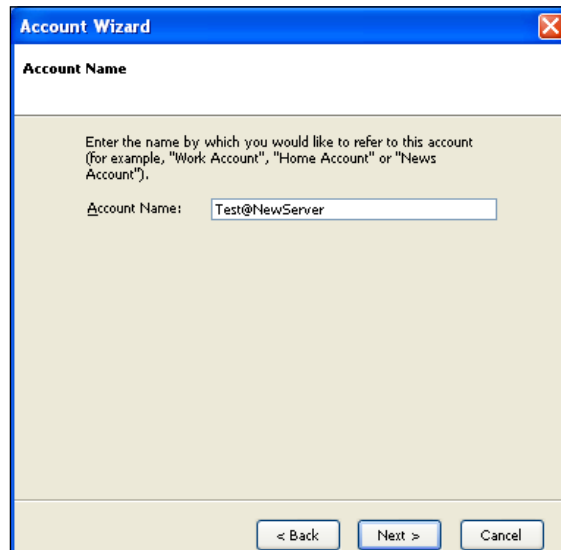 Account Wizard
Account Name
Enter the name by which you would like to refer to this account
(for example, "Work Account", "Home Account" or "News
Account").
Account Name: Test@NewServer
< Back Next > Cancel